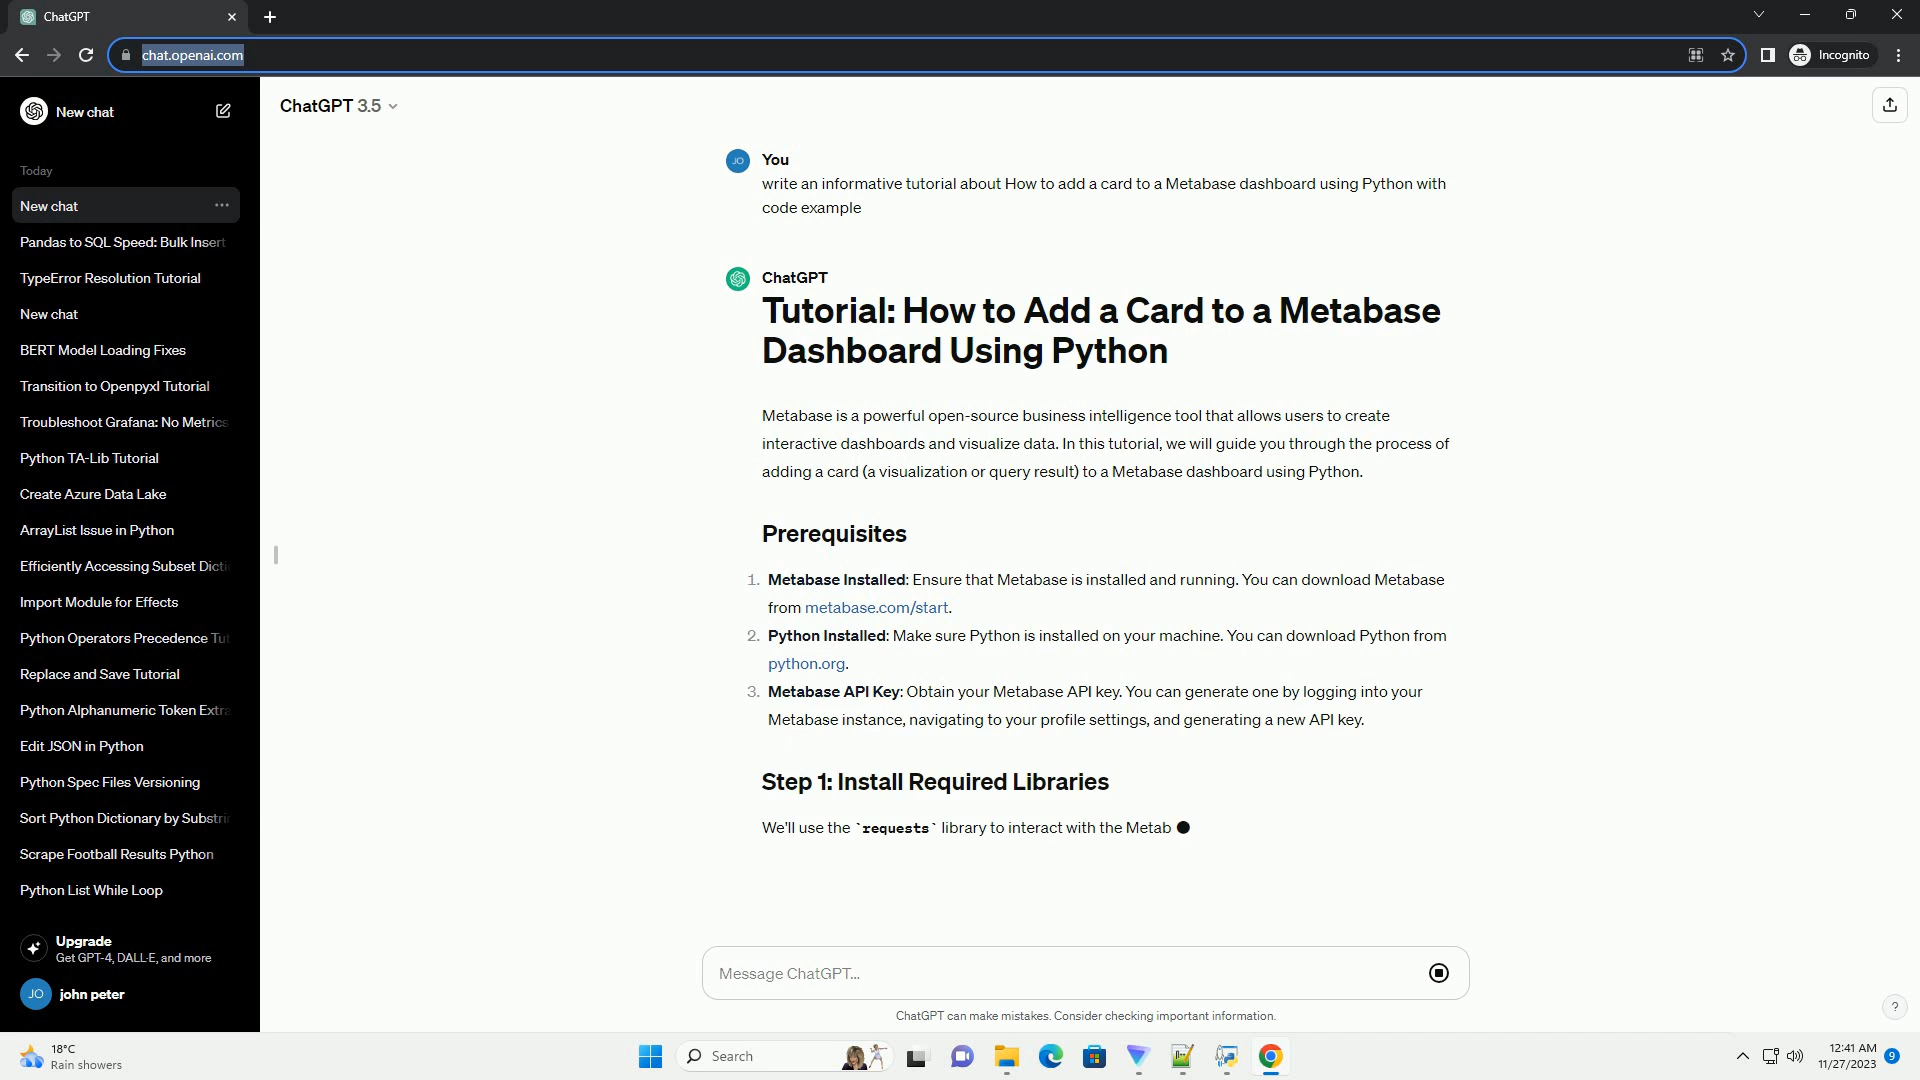 ChatGPT
chat.openai.com
Incognito
New chat
Today
New chat
Pandas to SQL Speed: Bulk Insert
TypeError Resolution Tutorial
New chat
BERT Model Loading Fixes
Transition to Openpyxl Tutorial
Troubleshoot Grafana: No Metrics
Python TA-Lib Tutorial
Create Azure Data Lake
ArrayList Issue in Python
Efficiently Accessing Subset Dicti
Import Module for Effects
Python Operators Precedence Tut
Replace and Save Tutorial
Python Alphanumeric Token Extra
Edit JSON in Python
Python Spec Files Versioning
Sort Python Dictionary by Substrin
Scrape Football Results Python
Python List While Loop
Upgrade
Get GPT-4, DALL·E, and more
JO john peter
ChatGPT 3.5
JO You
write an informative tutorial about How to add a card to a Metabase dashboard using Python with
code example
ChatGPT
Tutorial: How to Add a Card to a Metabase
Dashboard Using Python
Metabase is a powerful open-source business intelligence tool that allows users to create
interactive dashboards and visualize data. In this tutorial, we will guide you through the process of
adding a card (a visualization or query result) to a Metabase dashboard using Python.
Prerequisites
1. Metabase Installed: Ensure that Metabase is installed and running. You can download Metabase
from metabase.com/start.
2. Python Installed: Make sure Python is installed on your machine. You can download Python from
python.org.
3. Metabase API Key: Obtain your Metabase API key. You can generate one by logging into your
Metabase instance, navigating to your profile settings, and generating a new API key.
Step 1: Install Required Libraries
We'll use the `requests` library to interact with the Metab
Message ChatGPT...
ChatGPT can make mistakes. Consider checking important information.
?
18°C
Rain showers
Search
12:41 AM
11/27/2023
9